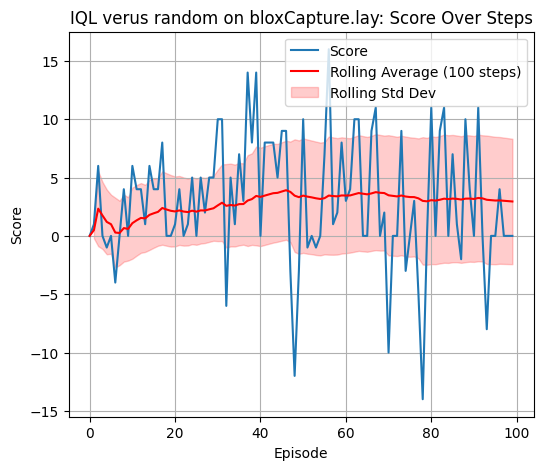 IQL verus random on bloxCapture.lay: Score Over Steps
Score
Rolling Average (100 steps)
Rolling Std Dev
Score
15
10
5
0
−5
−10
−15
0
20
40
60
80
100
Episode